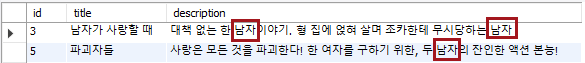 id title description
3 남자가 사랑할 때 대책 없는 한 남자이야기. 형 집에 얹혀 살며 조카한테 무시당하는 남자
5 파괴자들 사랑은 모든 것을 파괴한다! 한 여자를 구하기 위한, 두 남자의 잔인한 액션 본능!